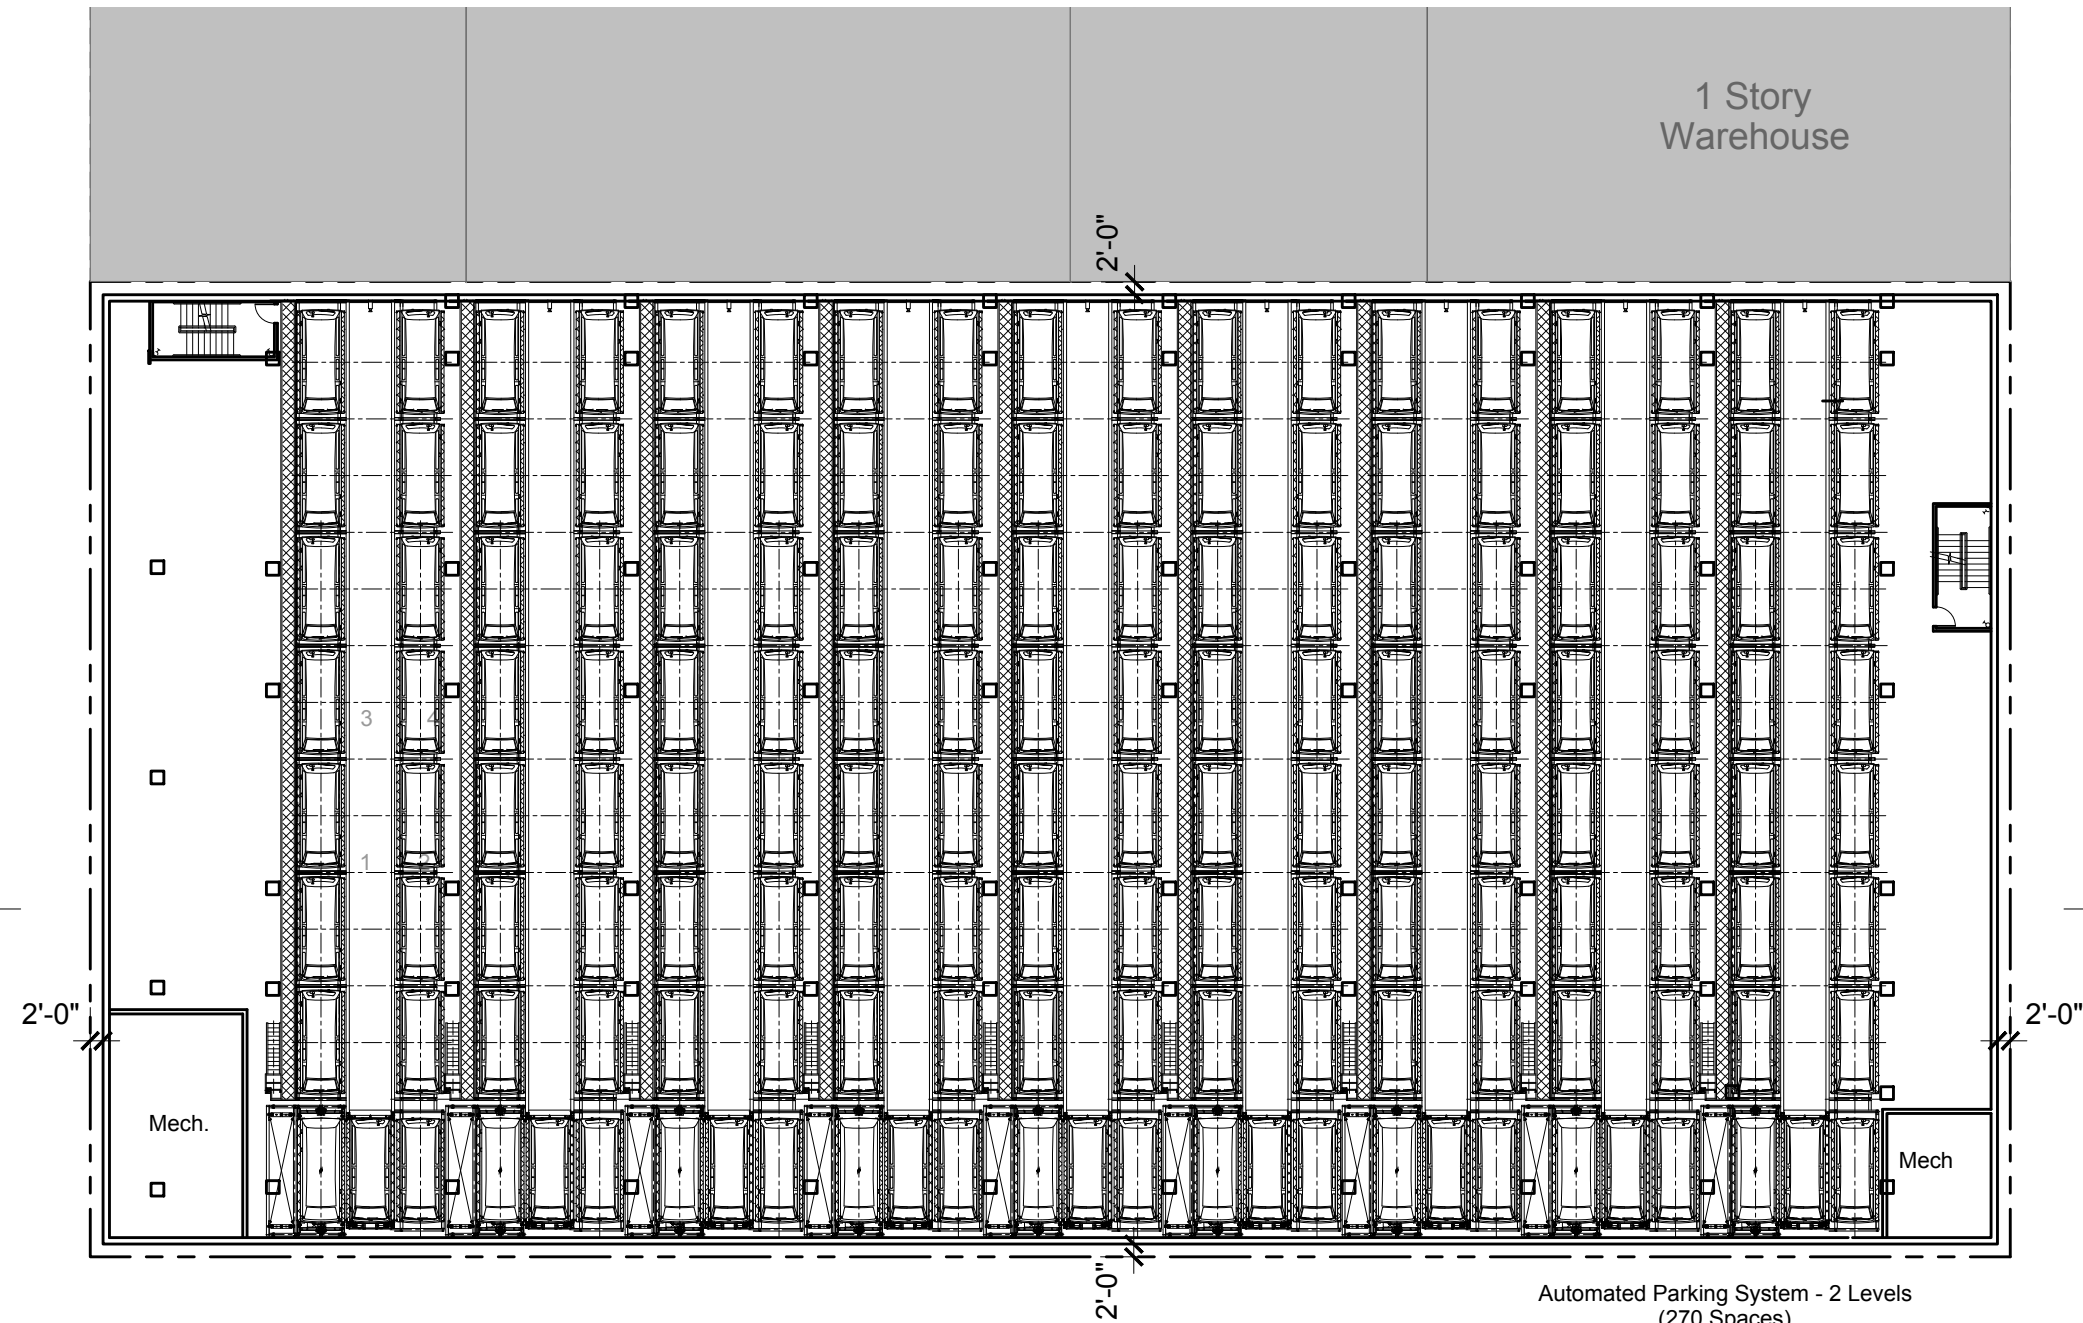 1 Story
Warehouse
2'-0"
3 4
1 2
2'-0"
2'-0"
Mech.
Mech
2'-0"
Automated Parking System - 2 Levels
(270 Spaces)